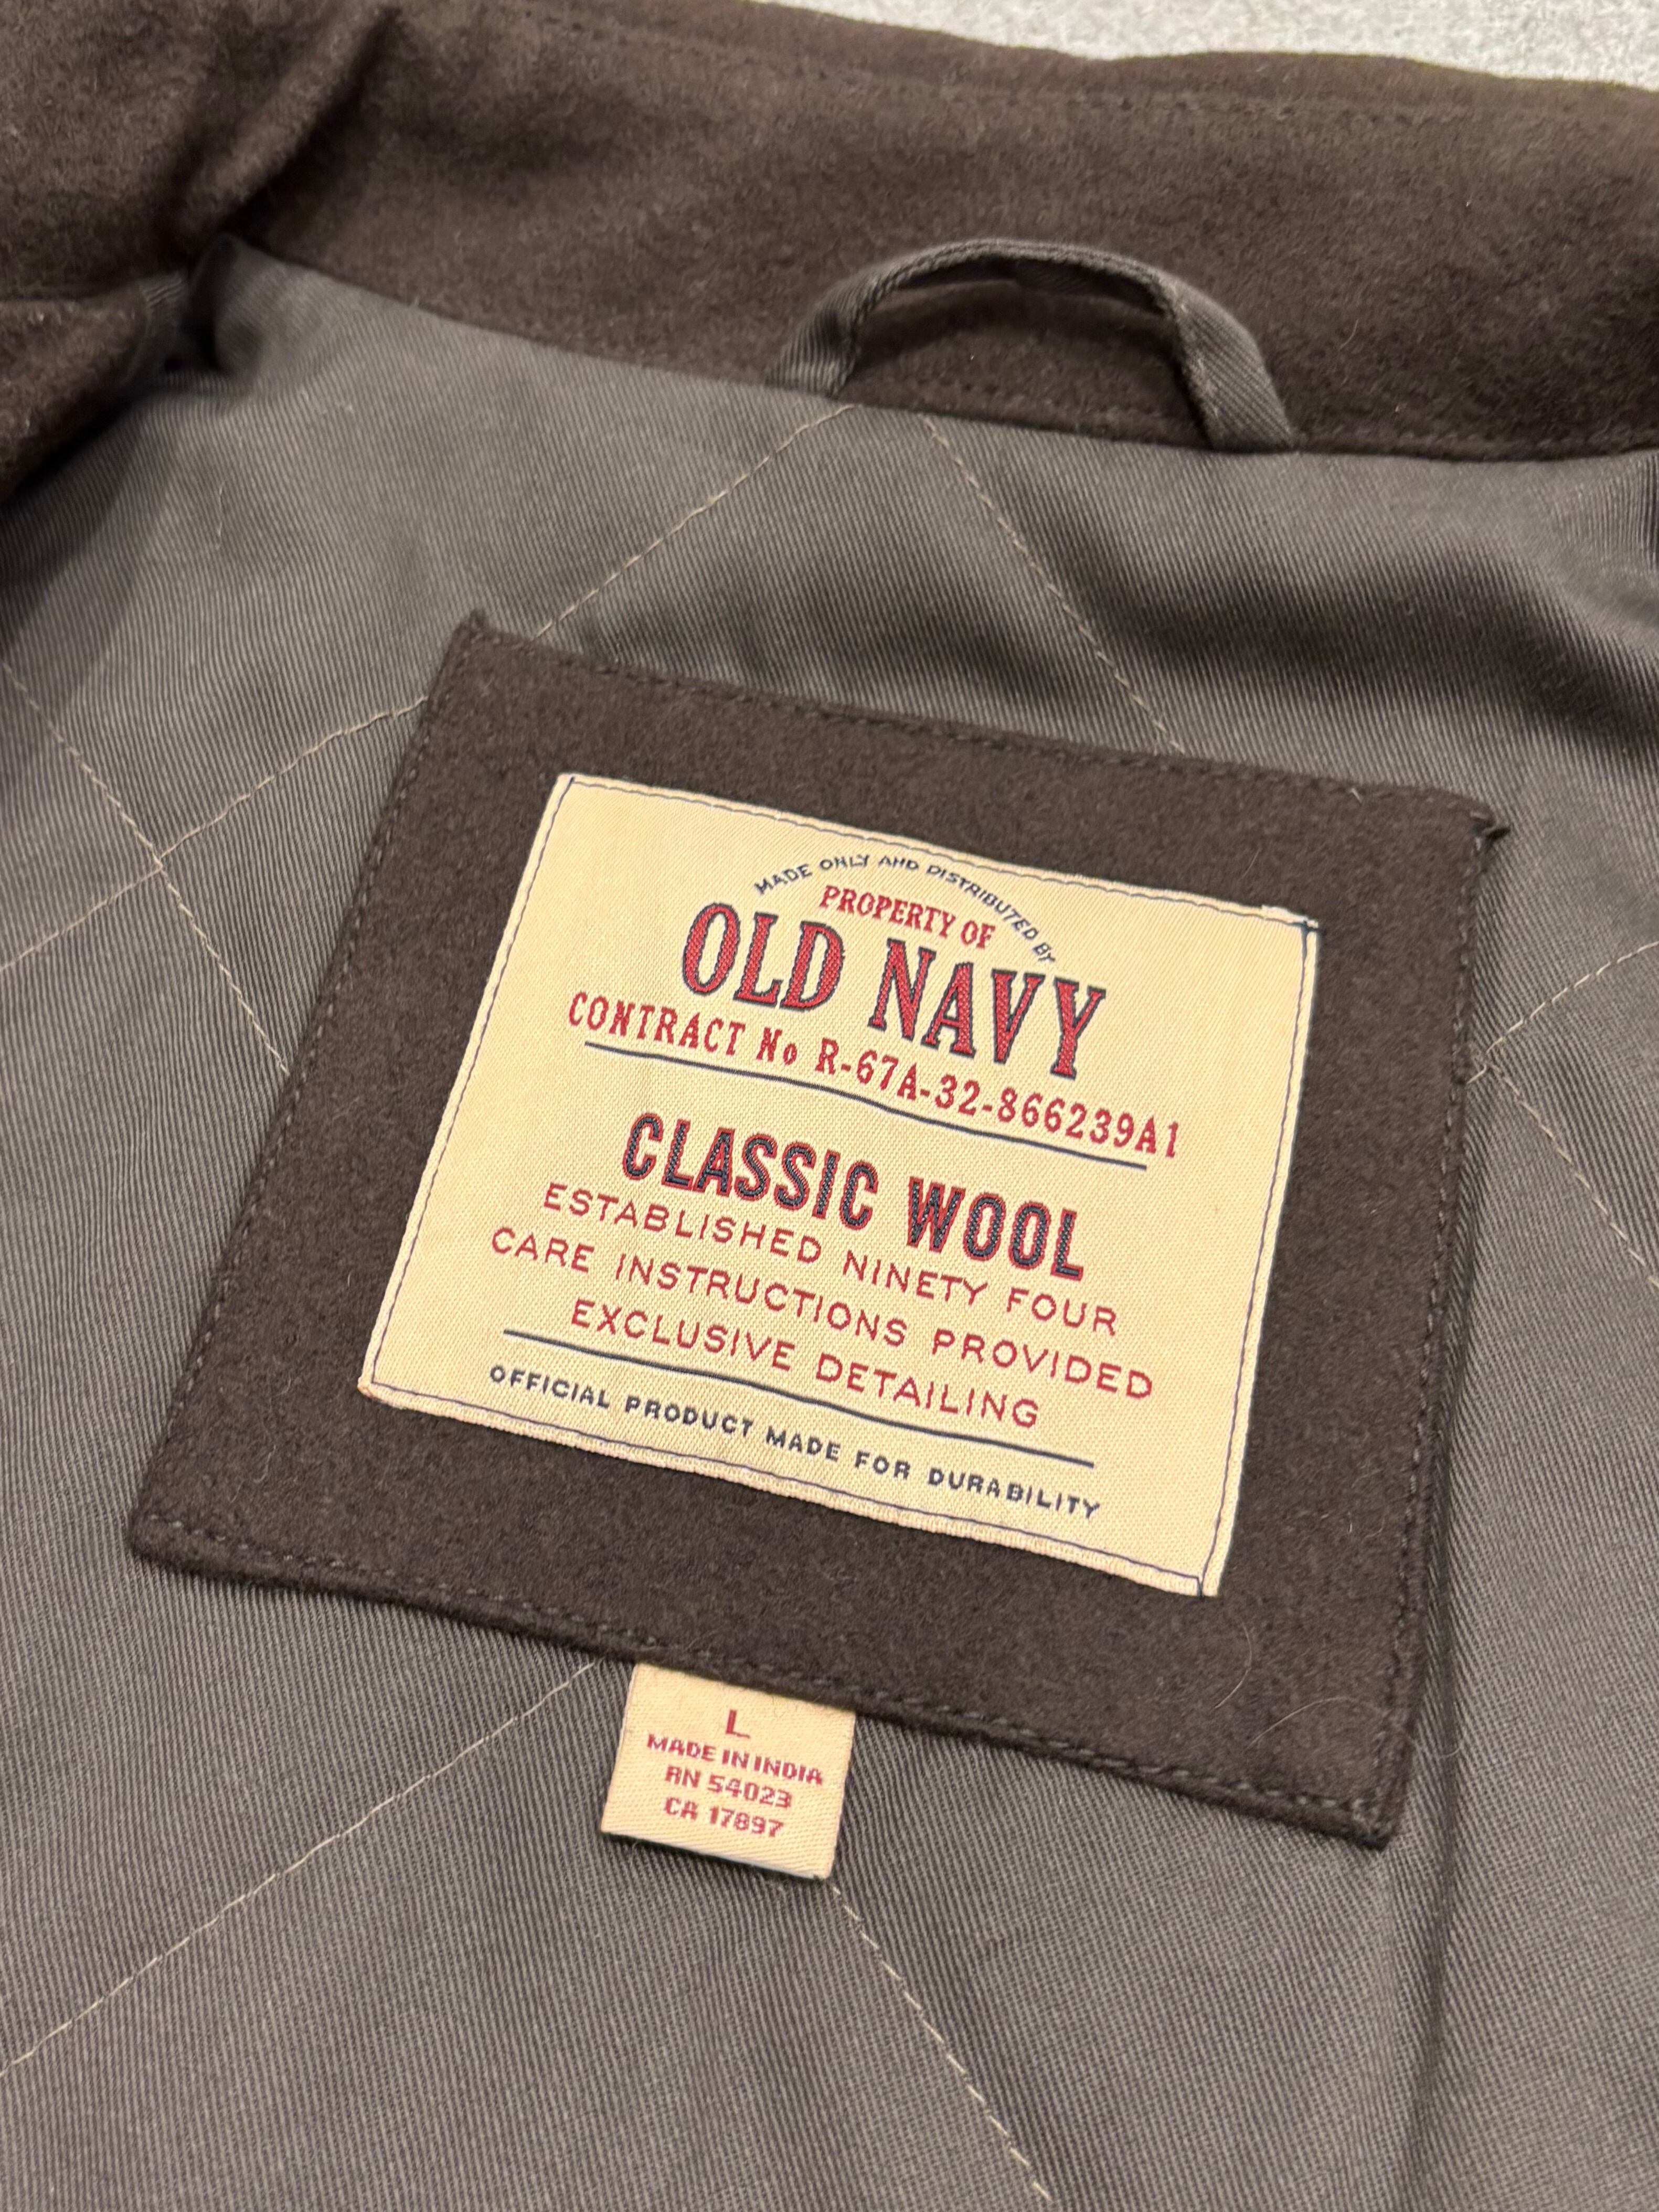 MADE ONLY AND DISTRIBUTED BY
PROPERTY OF
OLD NAVY
CONTRACT No R-67A-32-866239A1
CLASSIC WOOL
ESTABLISHED NINETY FOUR
CARE INSTRUCTIONS PROVIDED
EXCLUSIVE DETAILING
OFFICIAL PRODUCT MADE FOR DURABILITY
L
MADE IN INDIA
RN 54023
CA 17897